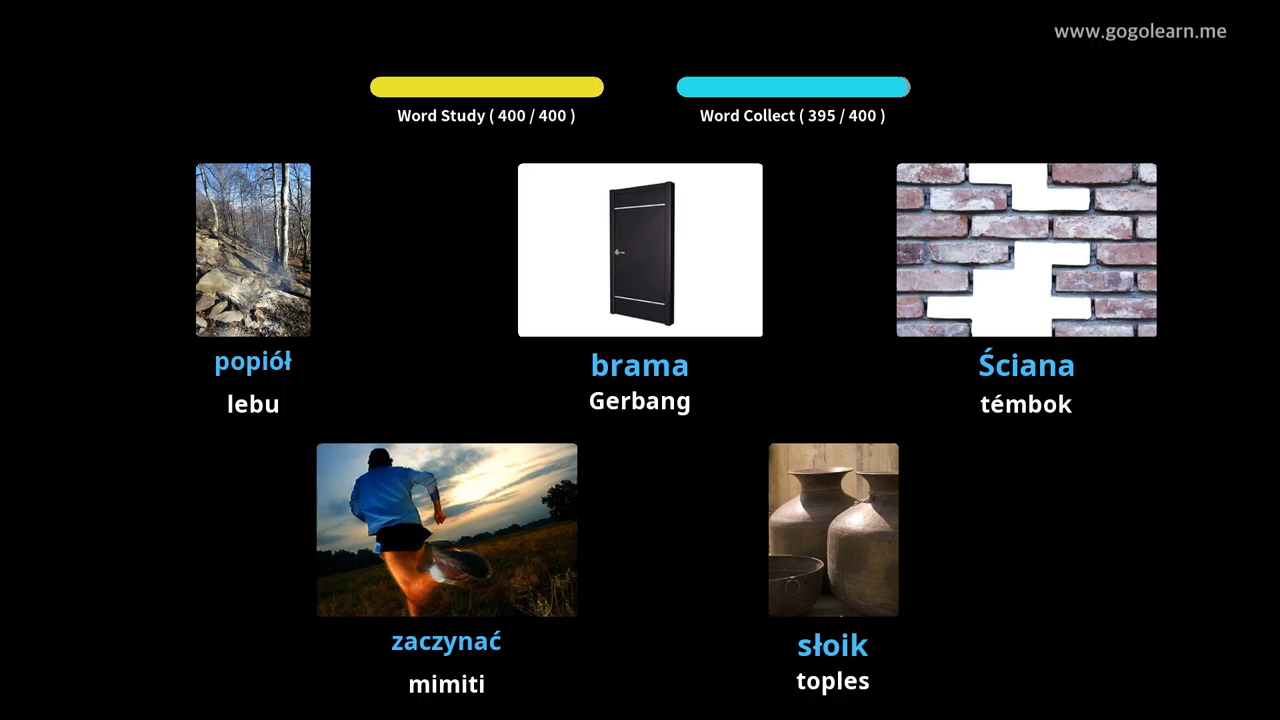 www.gogolearn.me
Word Study ( 400 / 400 )
Word Collect ( 395 / 400 )
popiół
lebu
brama
Gerbang
Ściana
témbok
zaczynać
mimiti
słoik
toples